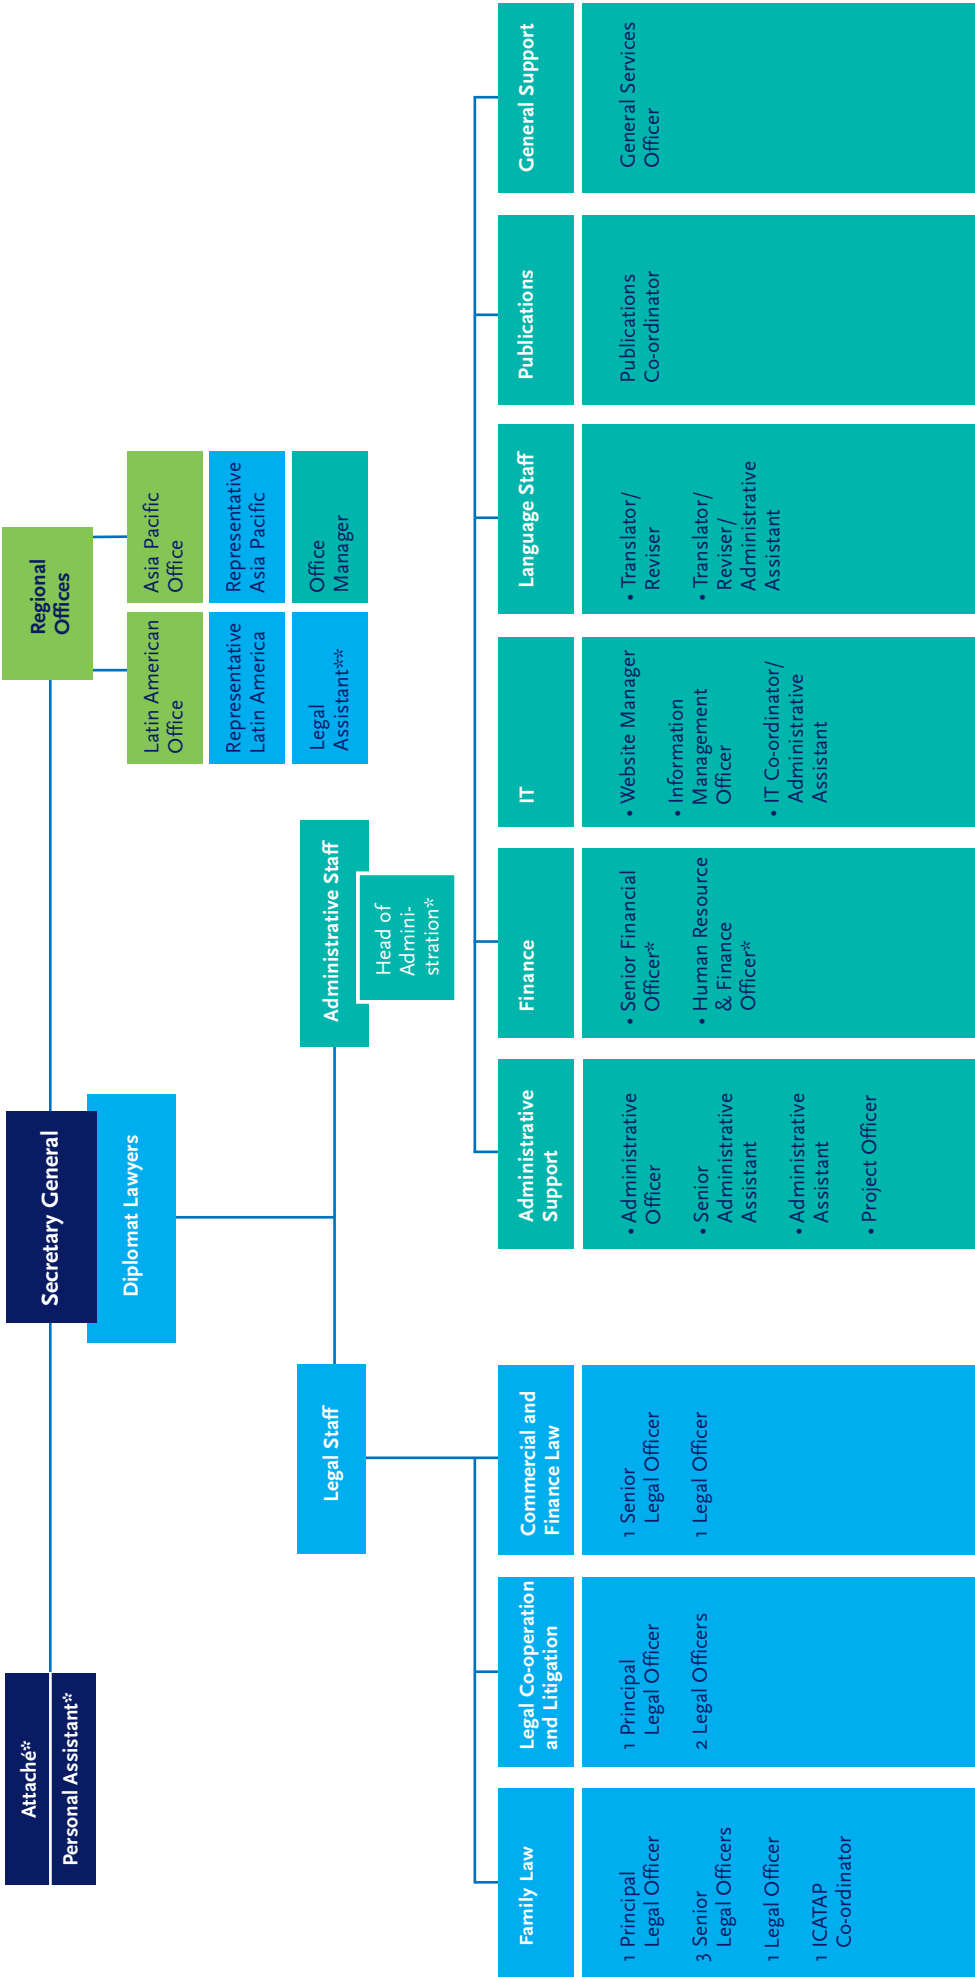 Attaché*
Personal Assistant*
Secretary General
Diplomat Lawyers
Regional
Offices
Latin American
Office
Representative
Latin America
Legal
Assistant**
Asia Pacific
Office
Representative
Asia Pacific
Office
Manager
Legal Staff
Administrative Staff
Head of
Admini-
stration*
Family Law
1 Principal
Legal Officer
3 Senior
Legal Officers
1 Legal Officer
1 ICATAP
Co-ordinator
Legal Co-operation
and Litigation
1 Principal
Legal Officer
2 Legal Officers
Commercial and
Finance Law
1 Senior
Legal Officer
1 Legal Officer
Administrative
Support
• Administrative
Officer
• Senior
Administrative
Assistant
• Administrative
Assistant
• Project Officer
Finance
• Senior Financial
Officer*
• Human Resource
& Finance
Officer*
IT
• Website Manager
• Information
Management
Officer
• IT Co-ordinator/
Administrative
Assistant
Language Staff
• Translator/
Reviser
• Translator/
Reviser/
Administrative
Assistant
Publications
Publications
Co-ordinator
General Support
General Services
Officer